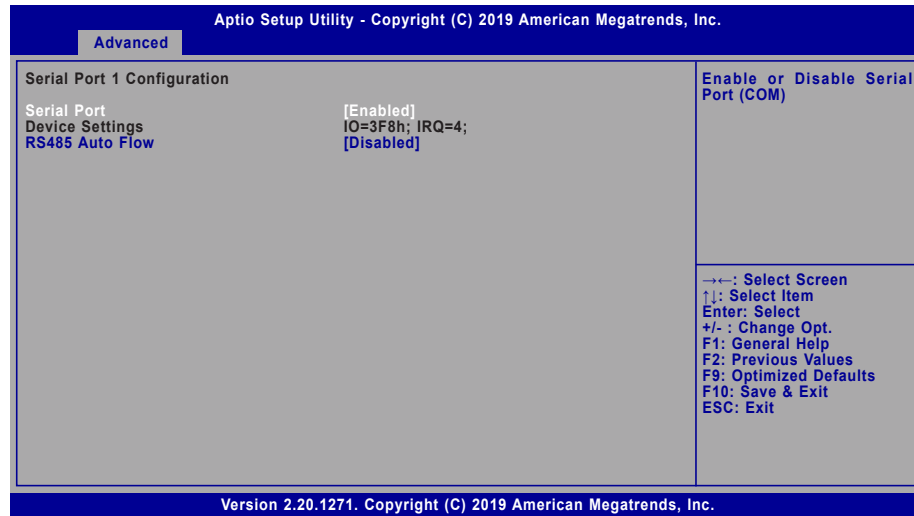 Aptio Setup Utility - Copyright (C) 2019 American Megatrends, Inc.
Advanced
Serial Port 1 Configuration
Serial Port [Enabled]
Device Settings IO=3F8h; IRQ=4;
RS485 Auto Flow [Disabled]
Enable or Disable Serial
Port (COM)
→←: Select Screen
↑↓: Select Item
Enter: Select
+/- : Change Opt.
F1: General Help
F2: Previous Values
F9: Optimized Defaults
F10: Save & Exit
ESC: Exit
Version 2.20.1271. Copyright (C) 2019 American Megatrends, Inc.